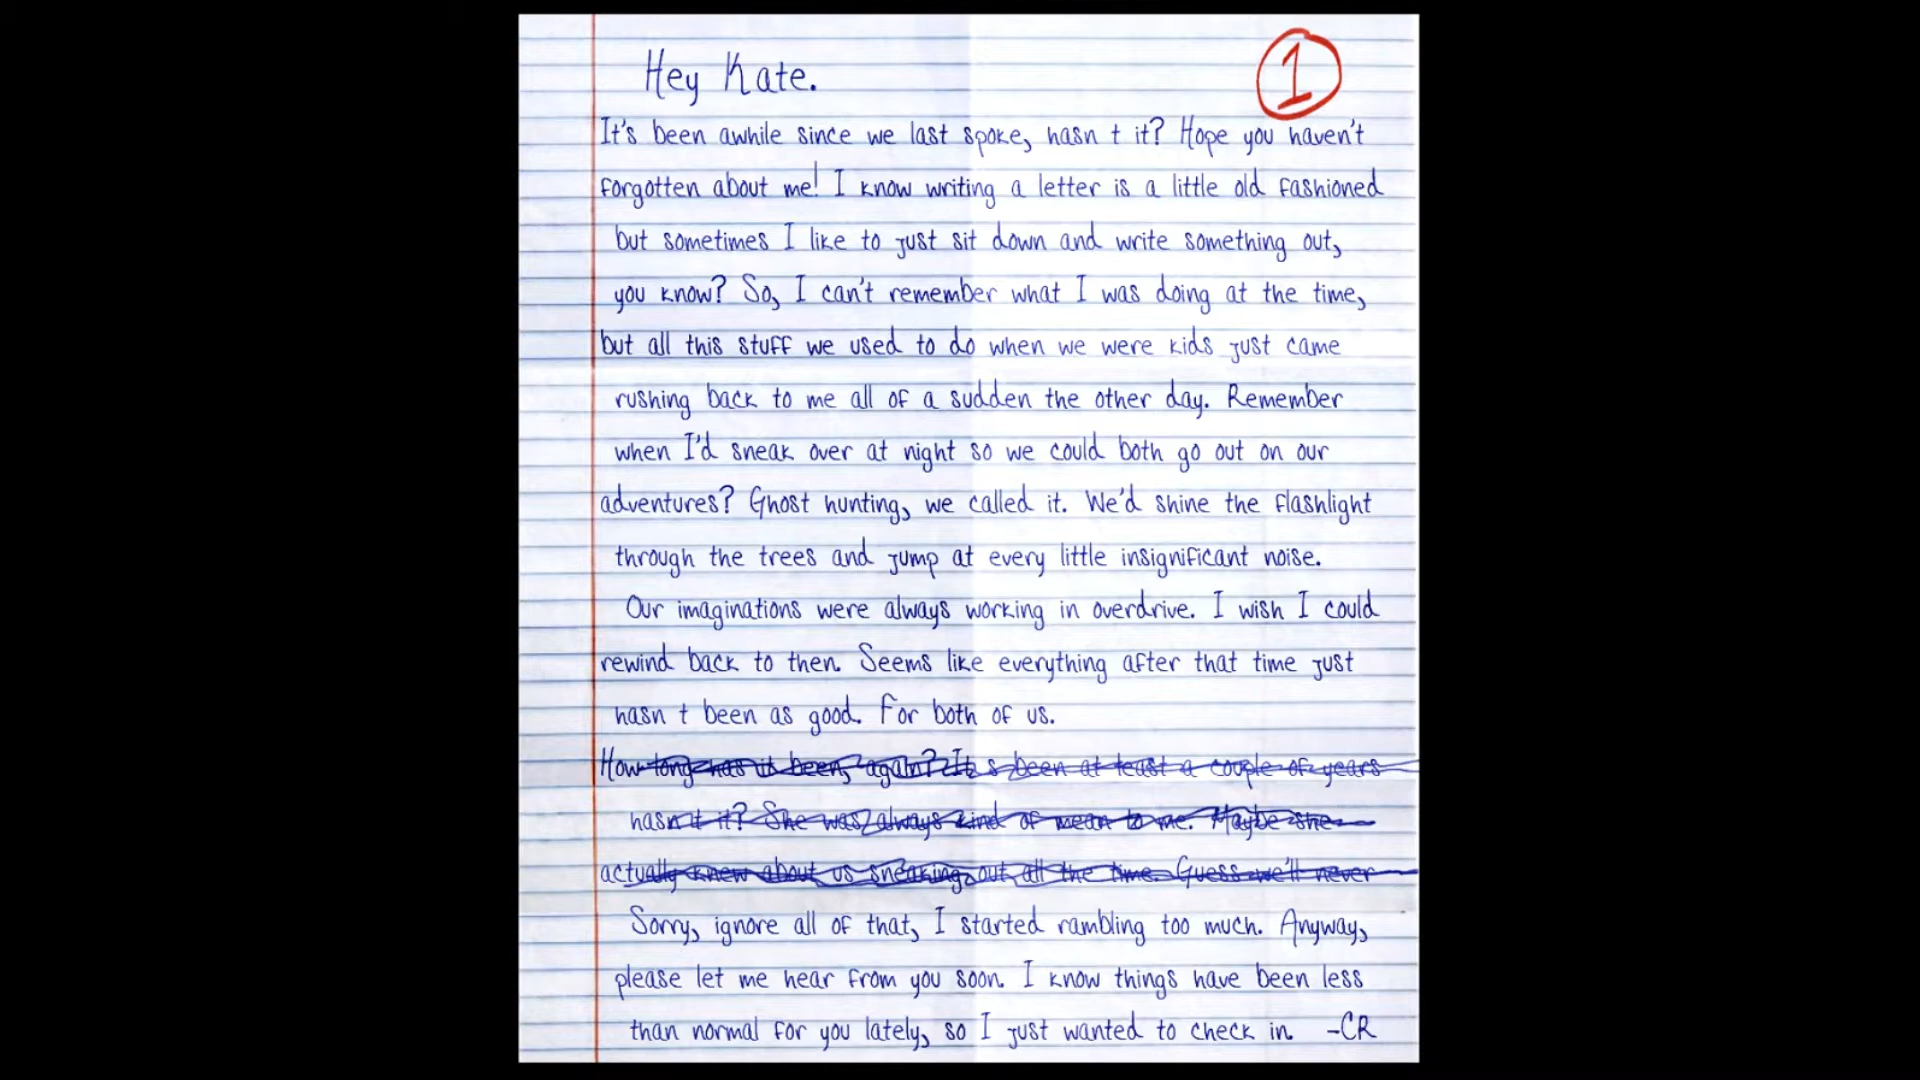 Hey Kate.
1
It's been awhile since we last spoke, hasn t it? Hope you haven't
forgotten about me! I know writing a letter is a little old fashioned
but sometimes I like to just sit down and write something out,
you know? So, I can't remember what I was doing at the time,
but all this stuff we used to do when we were kids just came
rushing back to me all of a sudden the other day. Remember
when I'd sneak over at night so we could both go out on our
adventures? Ghost hunting, we called it. We'd shine the flashlight
through the trees and jump at every little insignificant noise.
Our imaginations were always working in overdrive. I wish I could
rewind back to then. Seems like everything after that time just
hasn t been as good. For both of us.
How long has it been, again? It s been at least a couple of years
hasn t it? She was always kind of mean to me. Maybe she
actually knew about us sneaking out all the time. Guess we'll never
Sorry, ignore all of that, I started rambling too much. Anyway,
please let me hear from you soon. I know things have been less
than normal for you lately, so I just wanted to check in. -CR